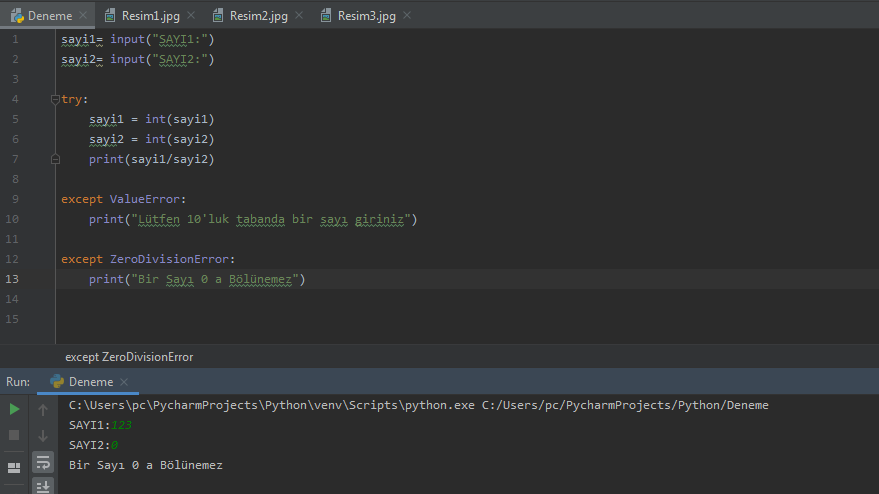 Deneme Resim1.jpg Resim2.jpg Resim3.jpg
1 sayi1= input("SAYI1:")
2 sayi2= input("SAYI2:")
3
4 try:
5 sayi1 = int(sayi1)
6 sayi2 = int(sayi2)
7 print(sayi1/sayi2)
8
9 except ValueError:
10 print("Lütfen 10'luk tabanda bir sayı giriniz")
11
12 except ZeroDivisionError:
13 print("Bir Sayı 0 a Bölünemez")
14
15
except ZeroDivisionError
Run: Deneme
C:\Users\pc\PycharmProjects\Python\venv\Scripts\python.exe C:/Users/pc/PycharmProjects/Python/Deneme
SAYI1:123
SAYI2:0
Bir Sayı 0 a Bölünemez